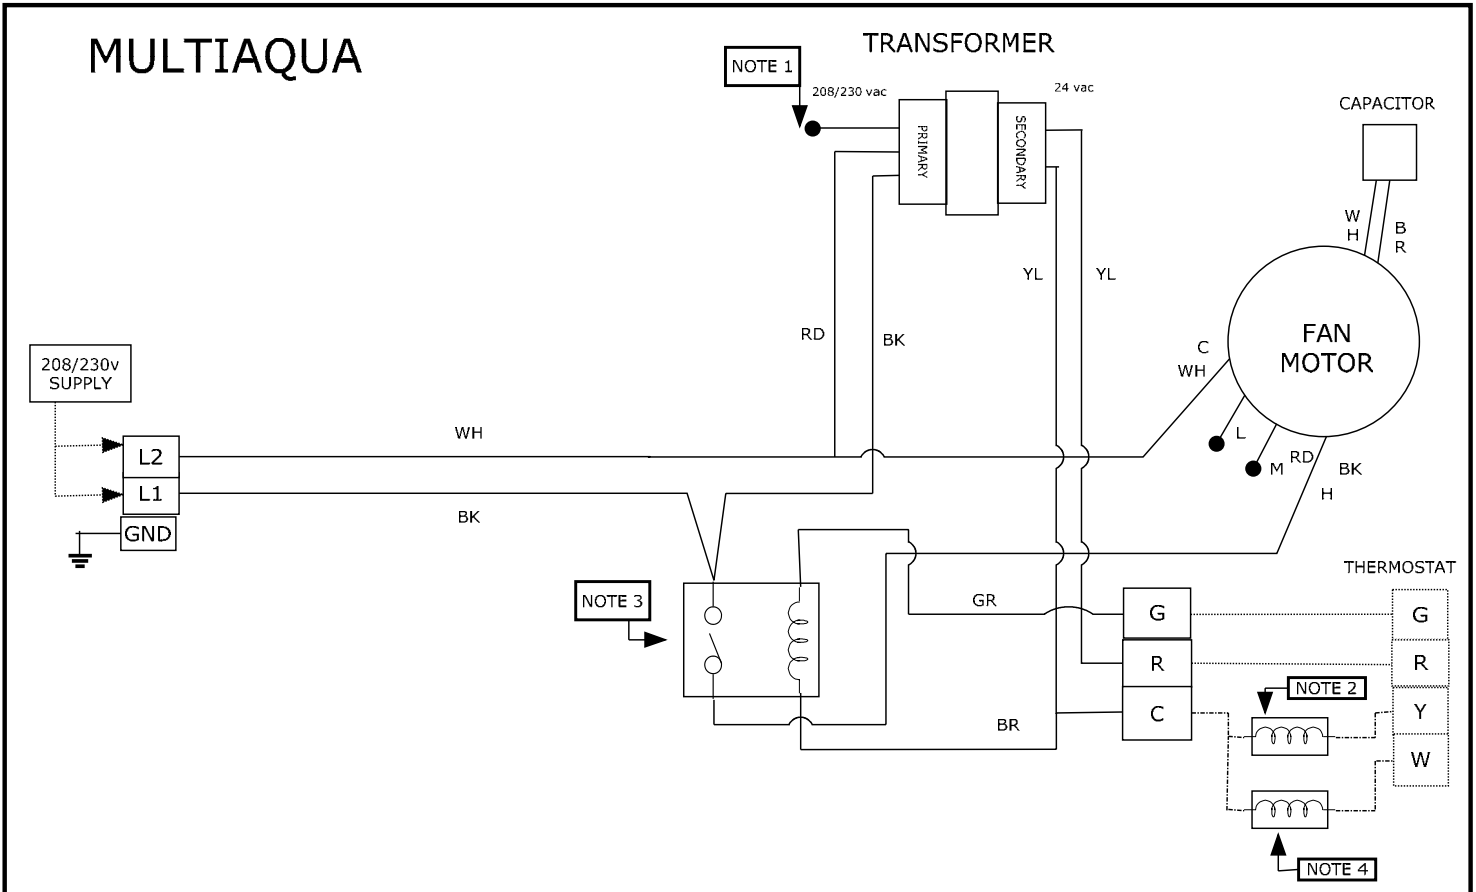 MULTIAQUA
TRANSFORMER
NOTE 1
208/230 vac
24 vac
PRIMARY
SECONDARY
CAPACITOR
W
H
B
R
YL
YL
RD
BK
FAN
MOTOR
C
WH
208/230v
SUPPLY
L
M
RD
BK
H
WH
L2
L1
BK
GND
THERMOSTAT
NOTE 3
GR
G
G
R
R
NOTE 2
BR
C
Y
W
NOTE 4